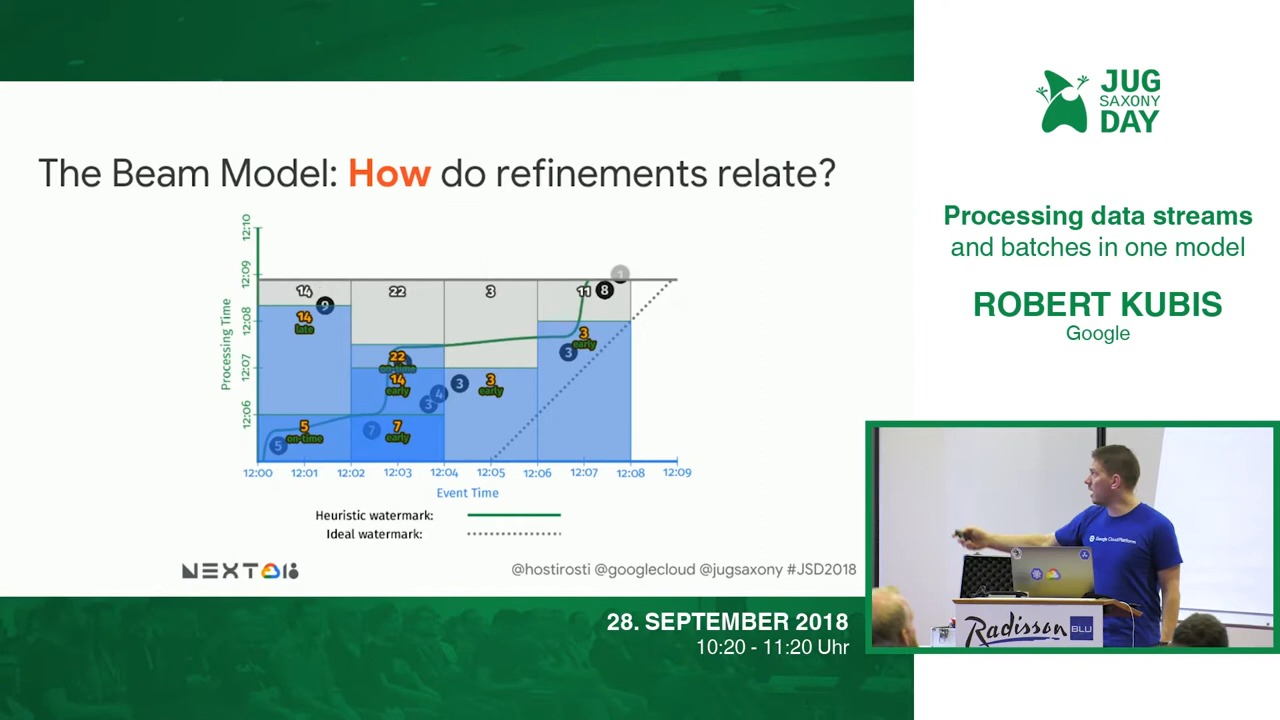 The Beam Model: How do refinements relate?
Processing Time
12:10
12:09
12:08
12:07
12:06
14
22
3
11
8
1
9
14
late
3
early
3
22
on-time
14
early
3
3
early
4
3
5
on-time
5
7
7
early
12:00
12:01
12:02
12:03
12:04
12:05
12:06
12:07
12:08
12:09
Event Time
Heuristic watermark:
Ideal watermark:
NEXT018
@hostirosti @googlecloud @jugsaxony #JSD2018
28. SEPTEMBER 2018
10:20 - 11:20 Uhr
JUG
SAXONY
DAY
Processing data streams
and batches in one model
ROBERT KUBIS
Google
Google Cloud Platform
Radisson
BLU